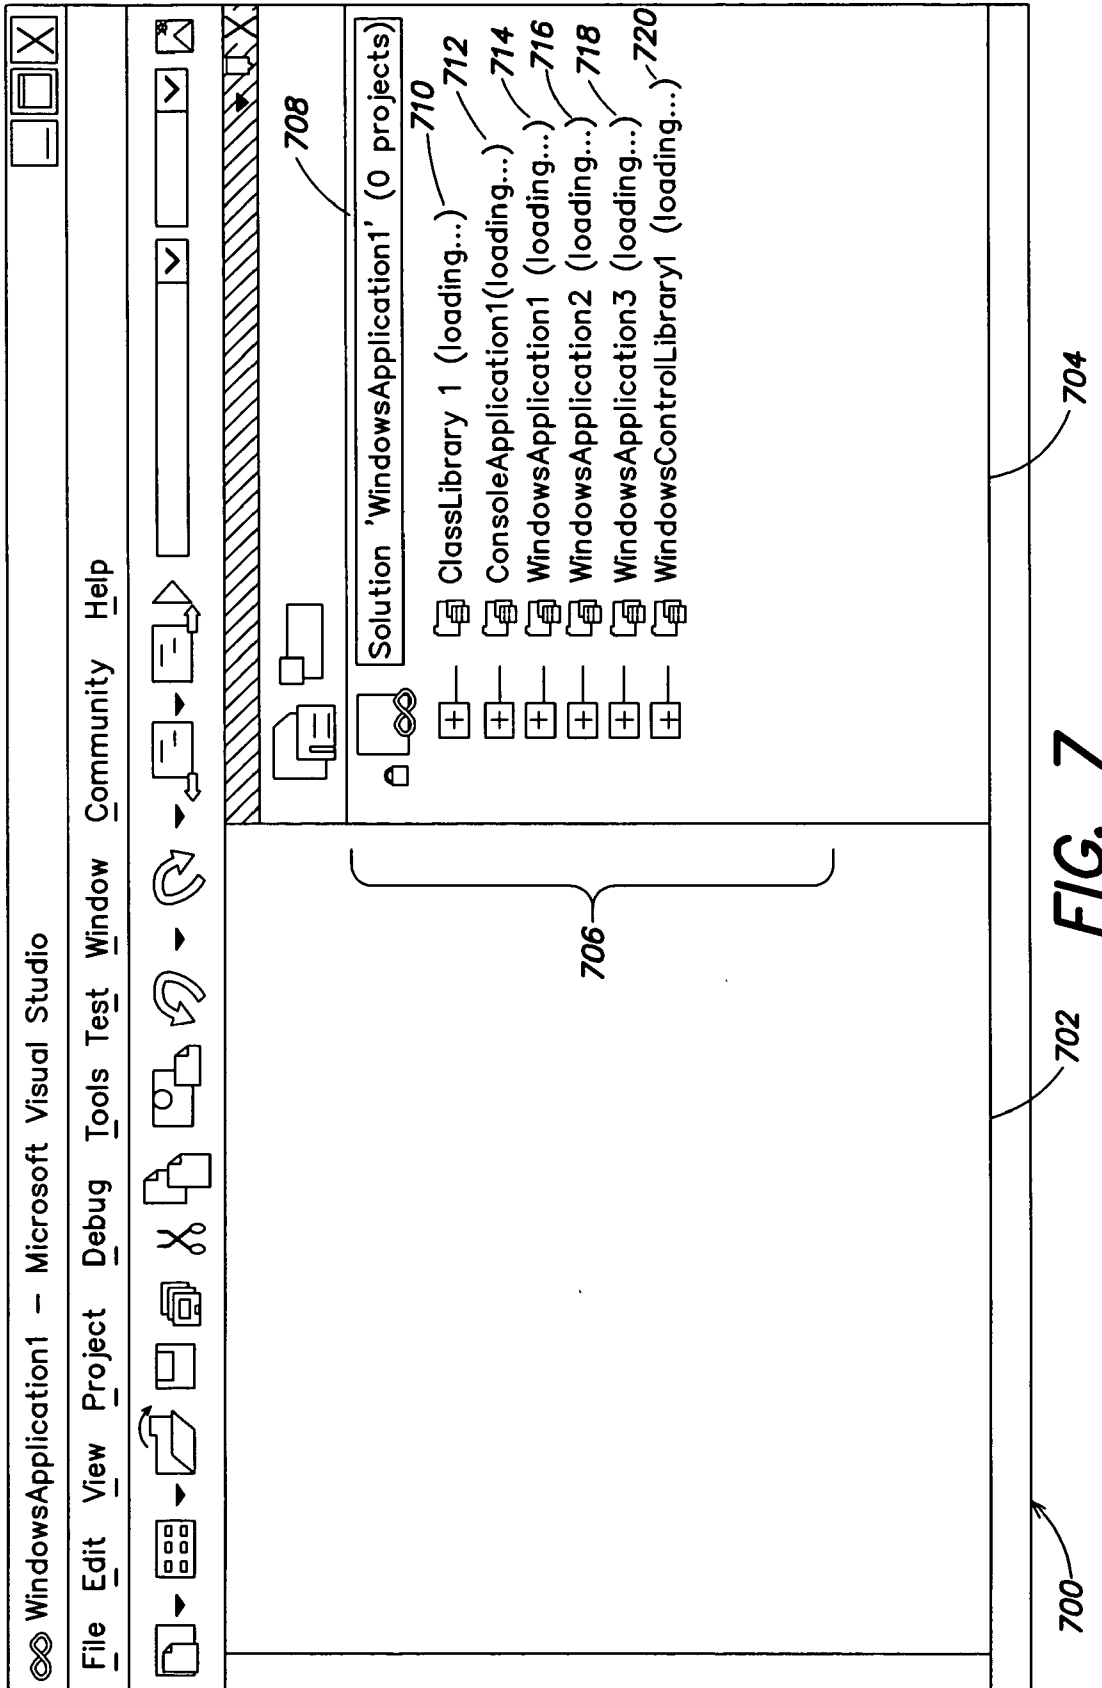 WindowsApplication1 – Microsoft Visual Studio
File Edit View Project Debug Tools Test Window Community Help
708
Solution 'WindowsApplication1' (0 projects)
710
ClassLibrary 1 (loading...)
712
ConsoleApplication1(loading...)
714
WindowsApplication1 (loading...)
716
WindowsApplication2 (loading...)
718
WindowsApplication3 (loading...)
720
WindowsControlLibrary1 (loading...)
706
700
702
704
FIG. 7